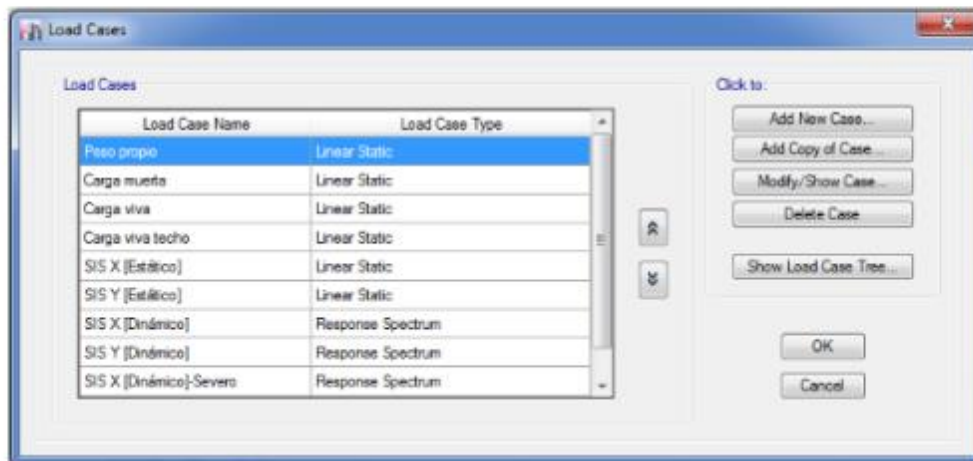 Load Cases
Load Cases
Click to:
Load Case Name Load Case Type
Peso propio Linear Static
Carga muerta Linear Static
Carga viva Linear Static
Carga viva techo Linear Static
SIS X [Estático] Linear Static
SIS Y [Estático] Linear Static
SIS X [Dinámico] Response Spectrum
SIS Y [Dinámico] Response Spectrum
SIS X [Dinámico]-Severo Response Spectrum
Add New Case...
Add Copy of Case...
Modify/Show Case...
Delete Case
Show Load Case Tree...
OK
Cancel